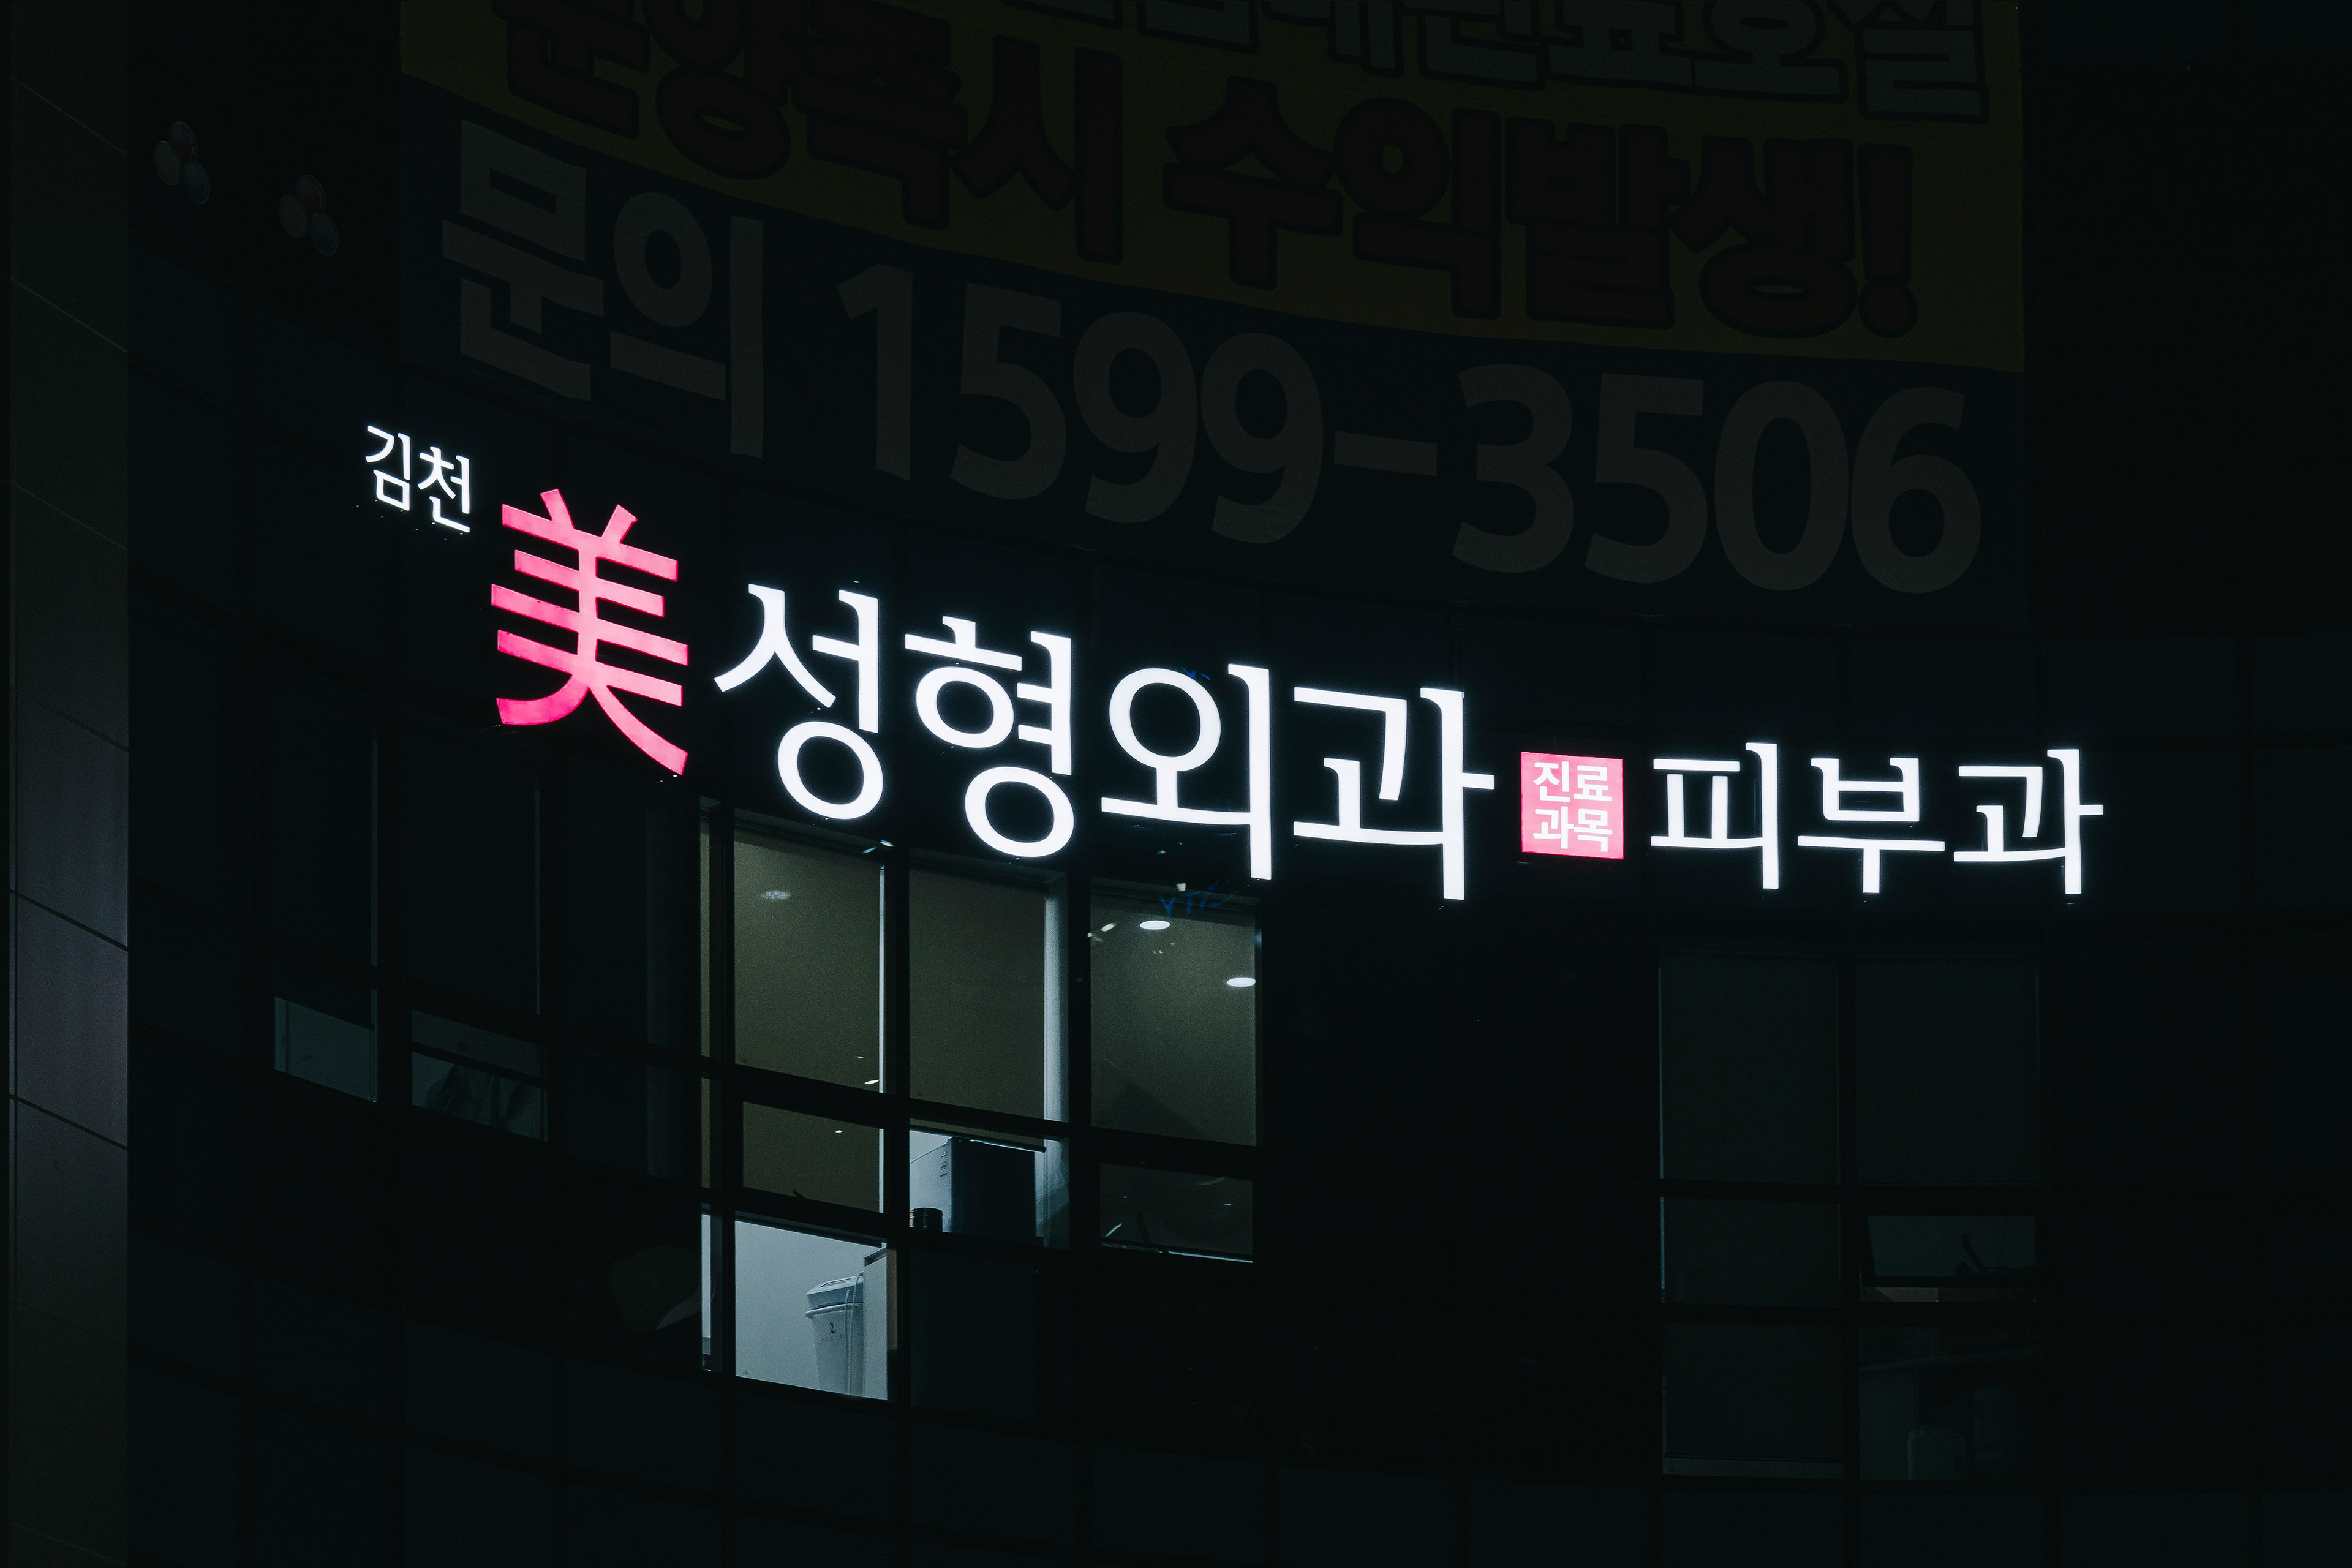 분양즉시 수익발생!
문의 1599-3506
김천 美성형외과 진료과목 피부과